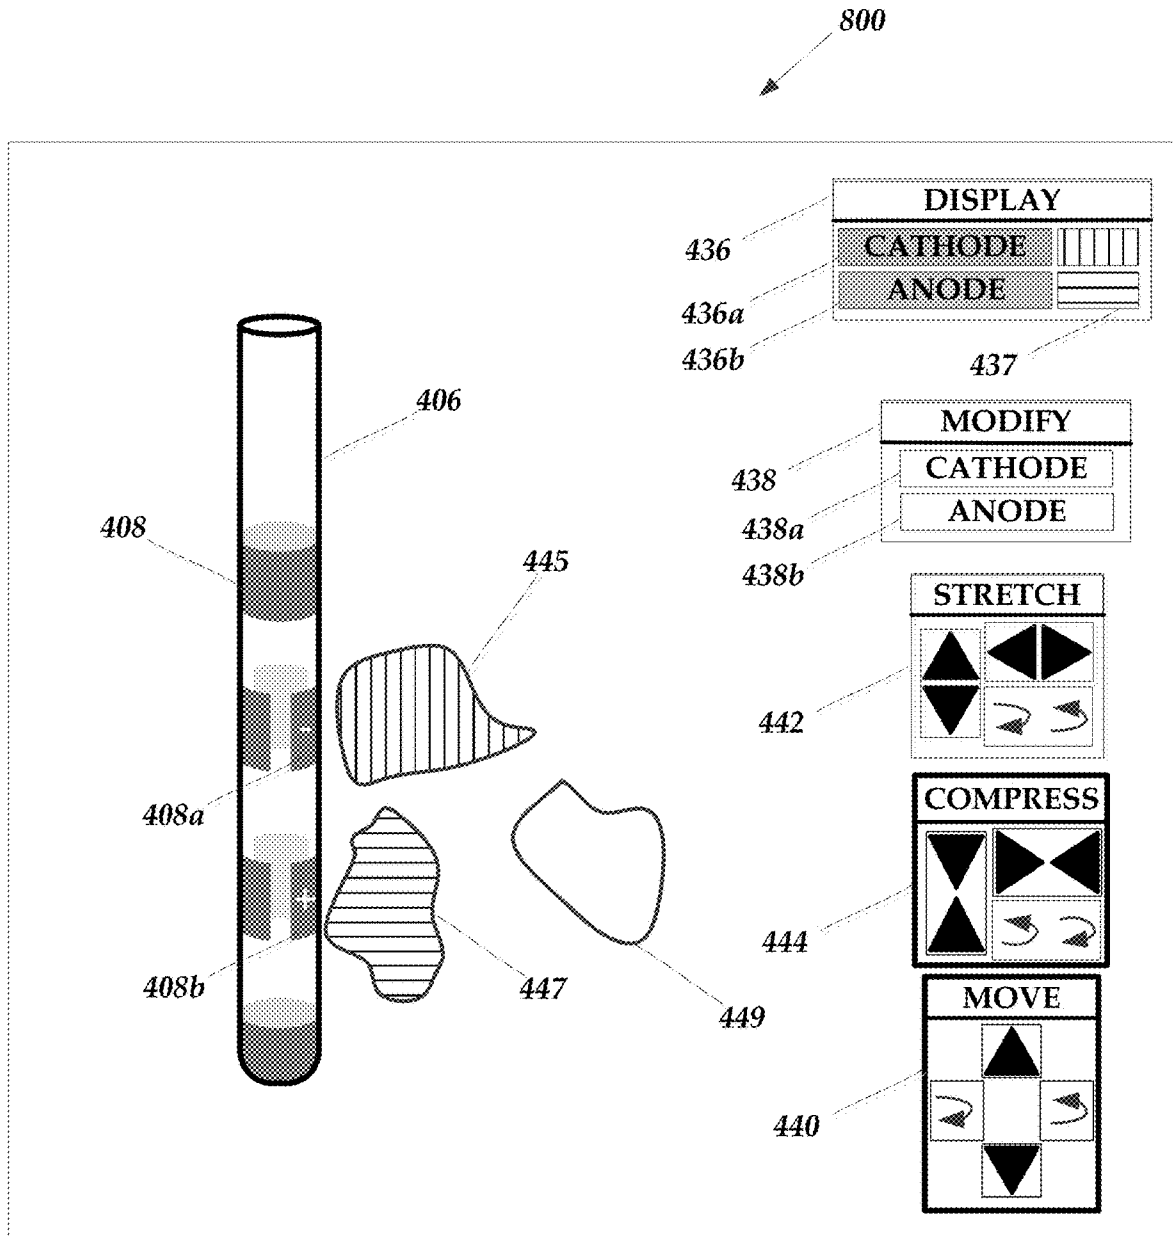 800
DISPLAY
436
CATHODE
436a
ANODE
436b
437
406
MODIFY
438
CATHODE
438a
ANODE
438b
408
445
STRETCH
442
-
408a
COMPRESS
+
444
408b
447
449
MOVE
440